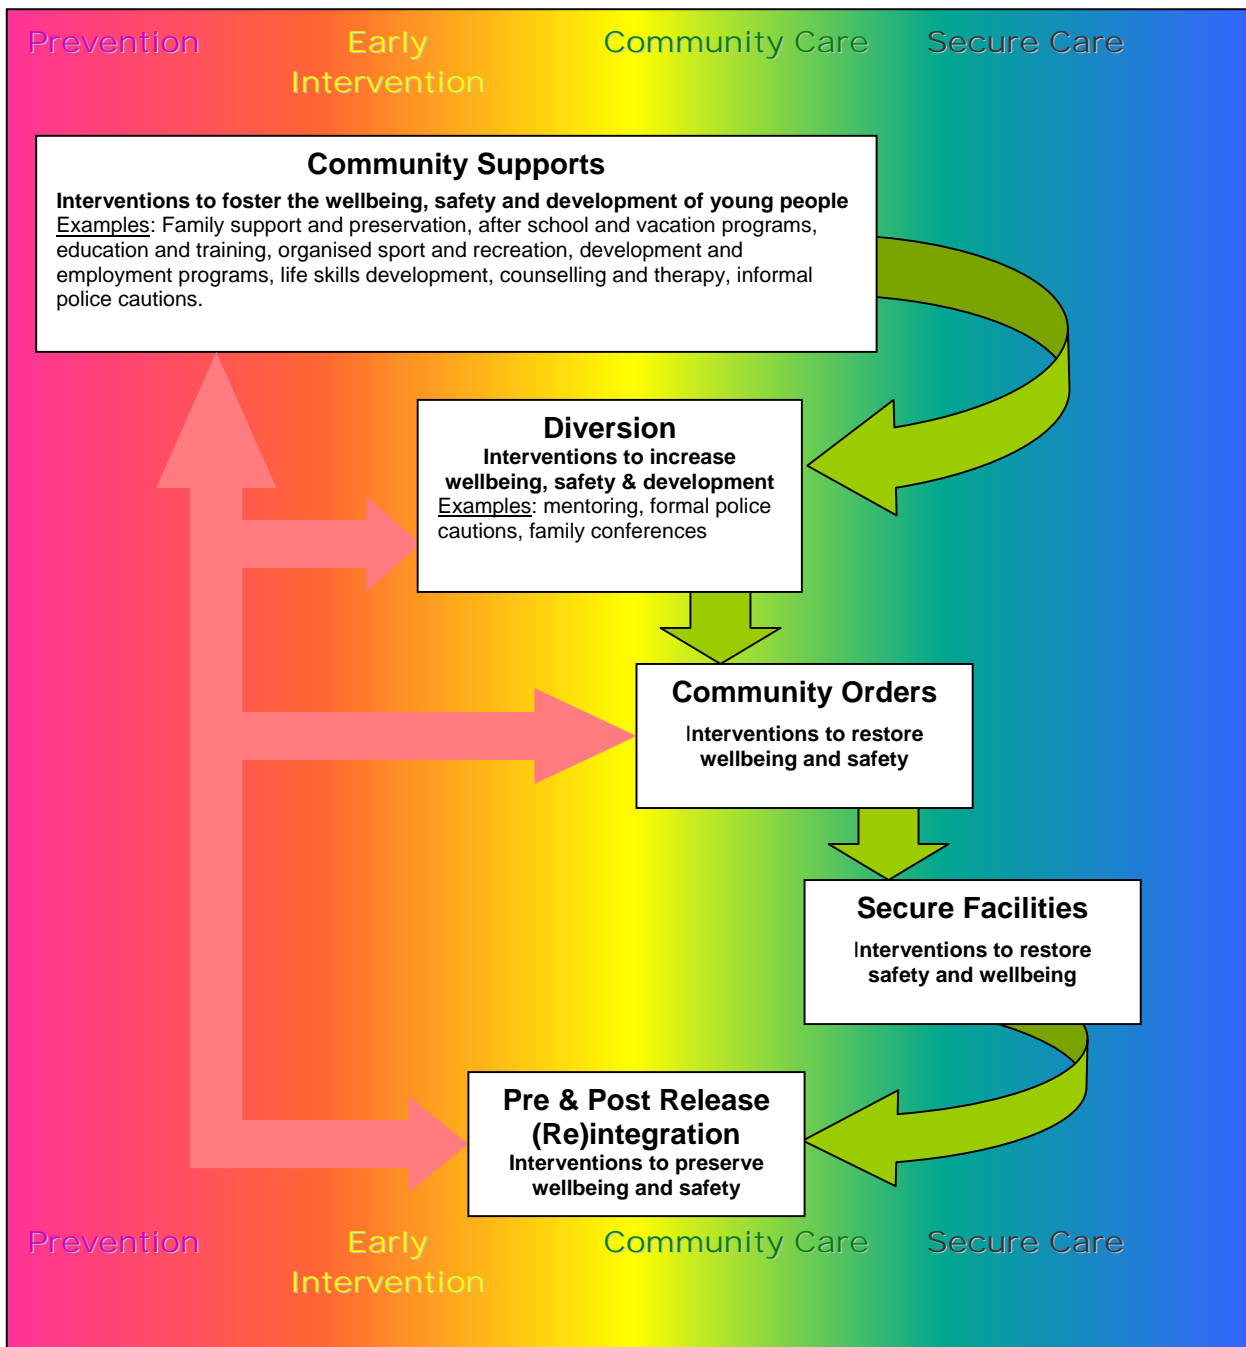 Prevention
Early
Intervention
Community Care
Secure Care
Community Supports
Interventions to foster the wellbeing, safety and development of young people
Examples: Family support and preservation, after school and vacation programs,
education and training, organised sport and recreation, development and
employment programs, life skills development, counselling and therapy, informal
police cautions.
Diversion
Interventions to increase
wellbeing, safety & development
Examples: mentoring, formal police
cautions, family conferences
Community Orders
Interventions to restore
wellbeing and safety
Secure Facilities
Interventions to restore
safety and wellbeing
Pre & Post Release
(Re)integration
Interventions to preserve
wellbeing and safety
Prevention
Early
Intervention
Community Care
Secure Care